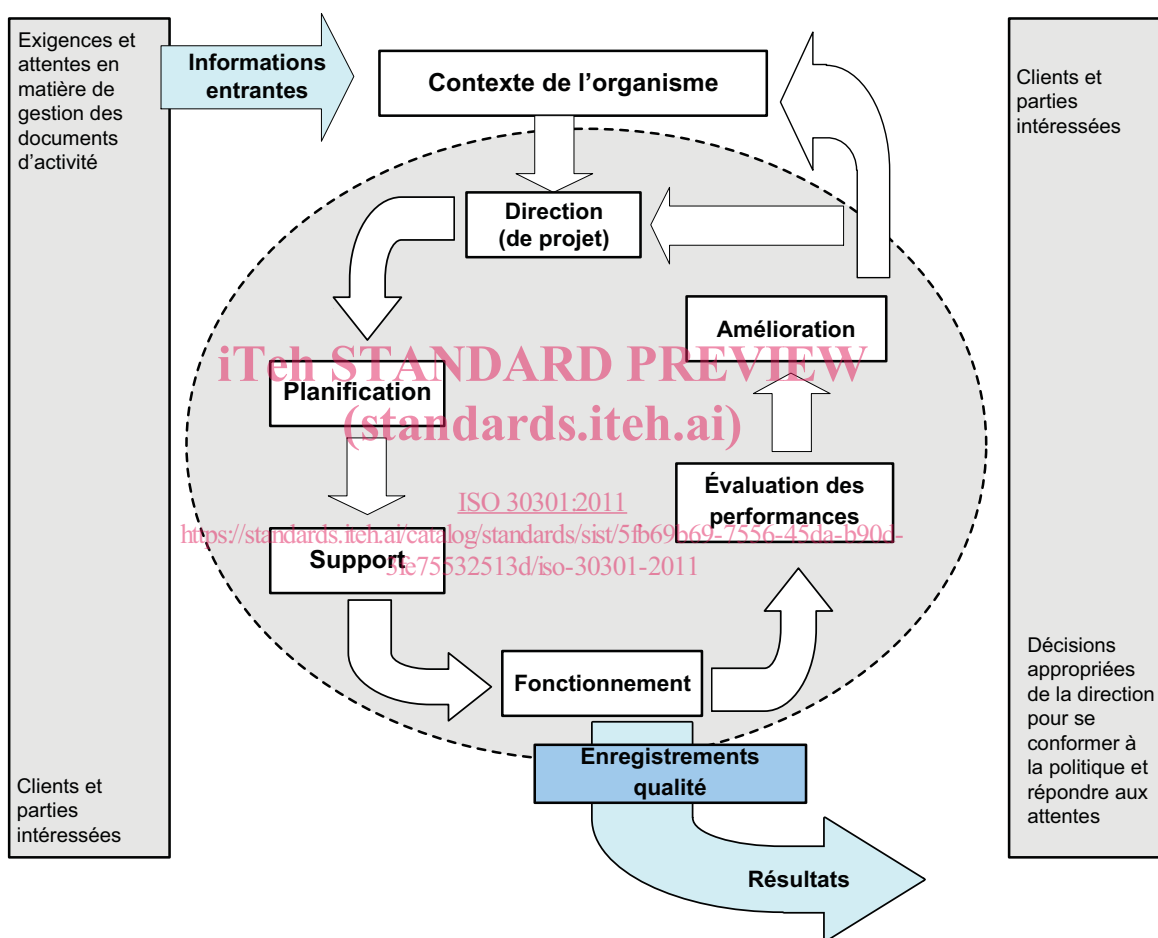 Exigences et
attentes en
matière de
gestion des
documents
d'activité
Clients et
parties
intéressées
Informations
entrantes
Contexte de l'organisme
Direction
(de projet)
Planification
Support
Fonctionnement
Enregistrements
qualité
Résultats
Évaluation des
performances
Amélioration
Clients et
parties
intéressées
Décisions
appropriées
de la direction
pour se
conformer à
la politique et
répondre aux
attentes
iTeh STANDARD PREVIEW
(standards.iteh.ai)
ISO 30301:2011
https://standards.iteh.ai/catalog/standards/sist/5fb69b69-7556-45da-b90d-
5fe75532513d/iso-30301-2011